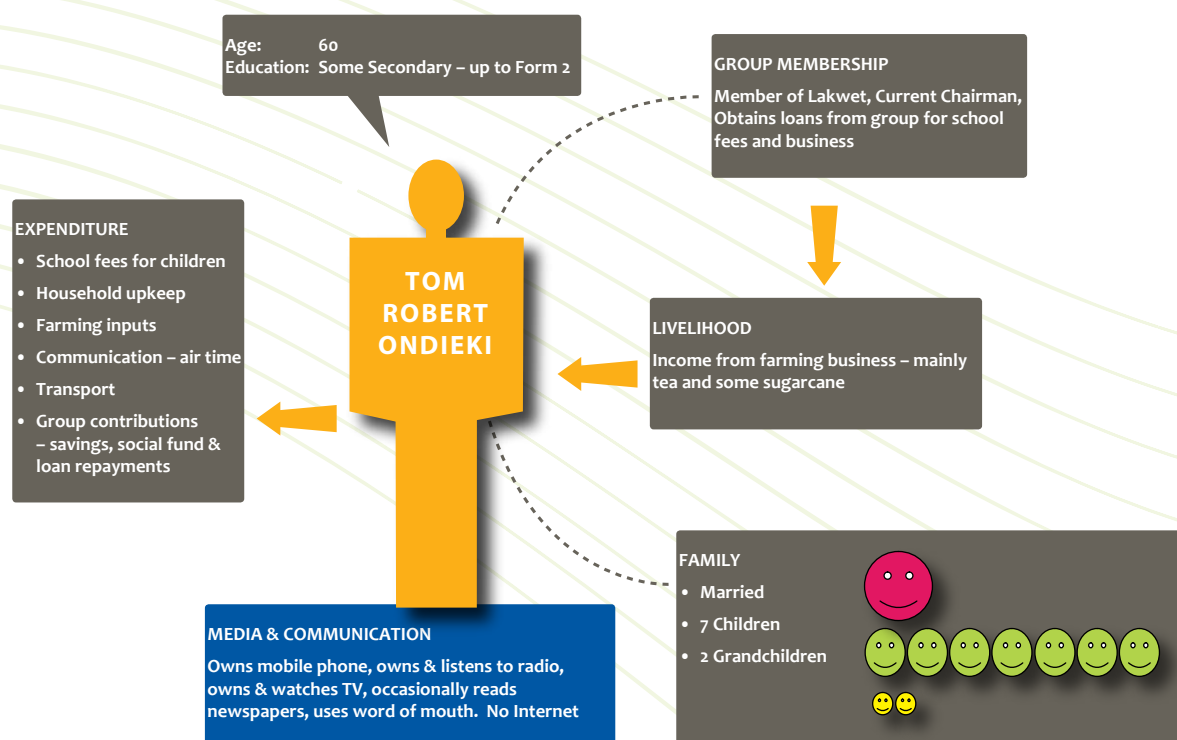 Age: 60
Education: Some Secondary – up to Form 2
GROUP MEMBERSHIP
Member of Lakwet, Current Chairman,
Obtains loans from group for school
fees and business
EXPENDITURE
• School fees for children
• Household upkeep
• Farming inputs
• Communication – air time
• Transport
• Group contributions
– savings, social fund &
loan repayments
TOM
ROBERT
ONDIEKI
LIVELIHOOD
Income from farming business – mainly
tea and some sugarcane
FAMILY
• Married
• 7 Children
• 2 Grandchildren
MEDIA & COMMUNICATION
Owns mobile phone, owns & listens to radio,
owns & watches TV, occasionally reads
newspapers, uses word of mouth. No Internet